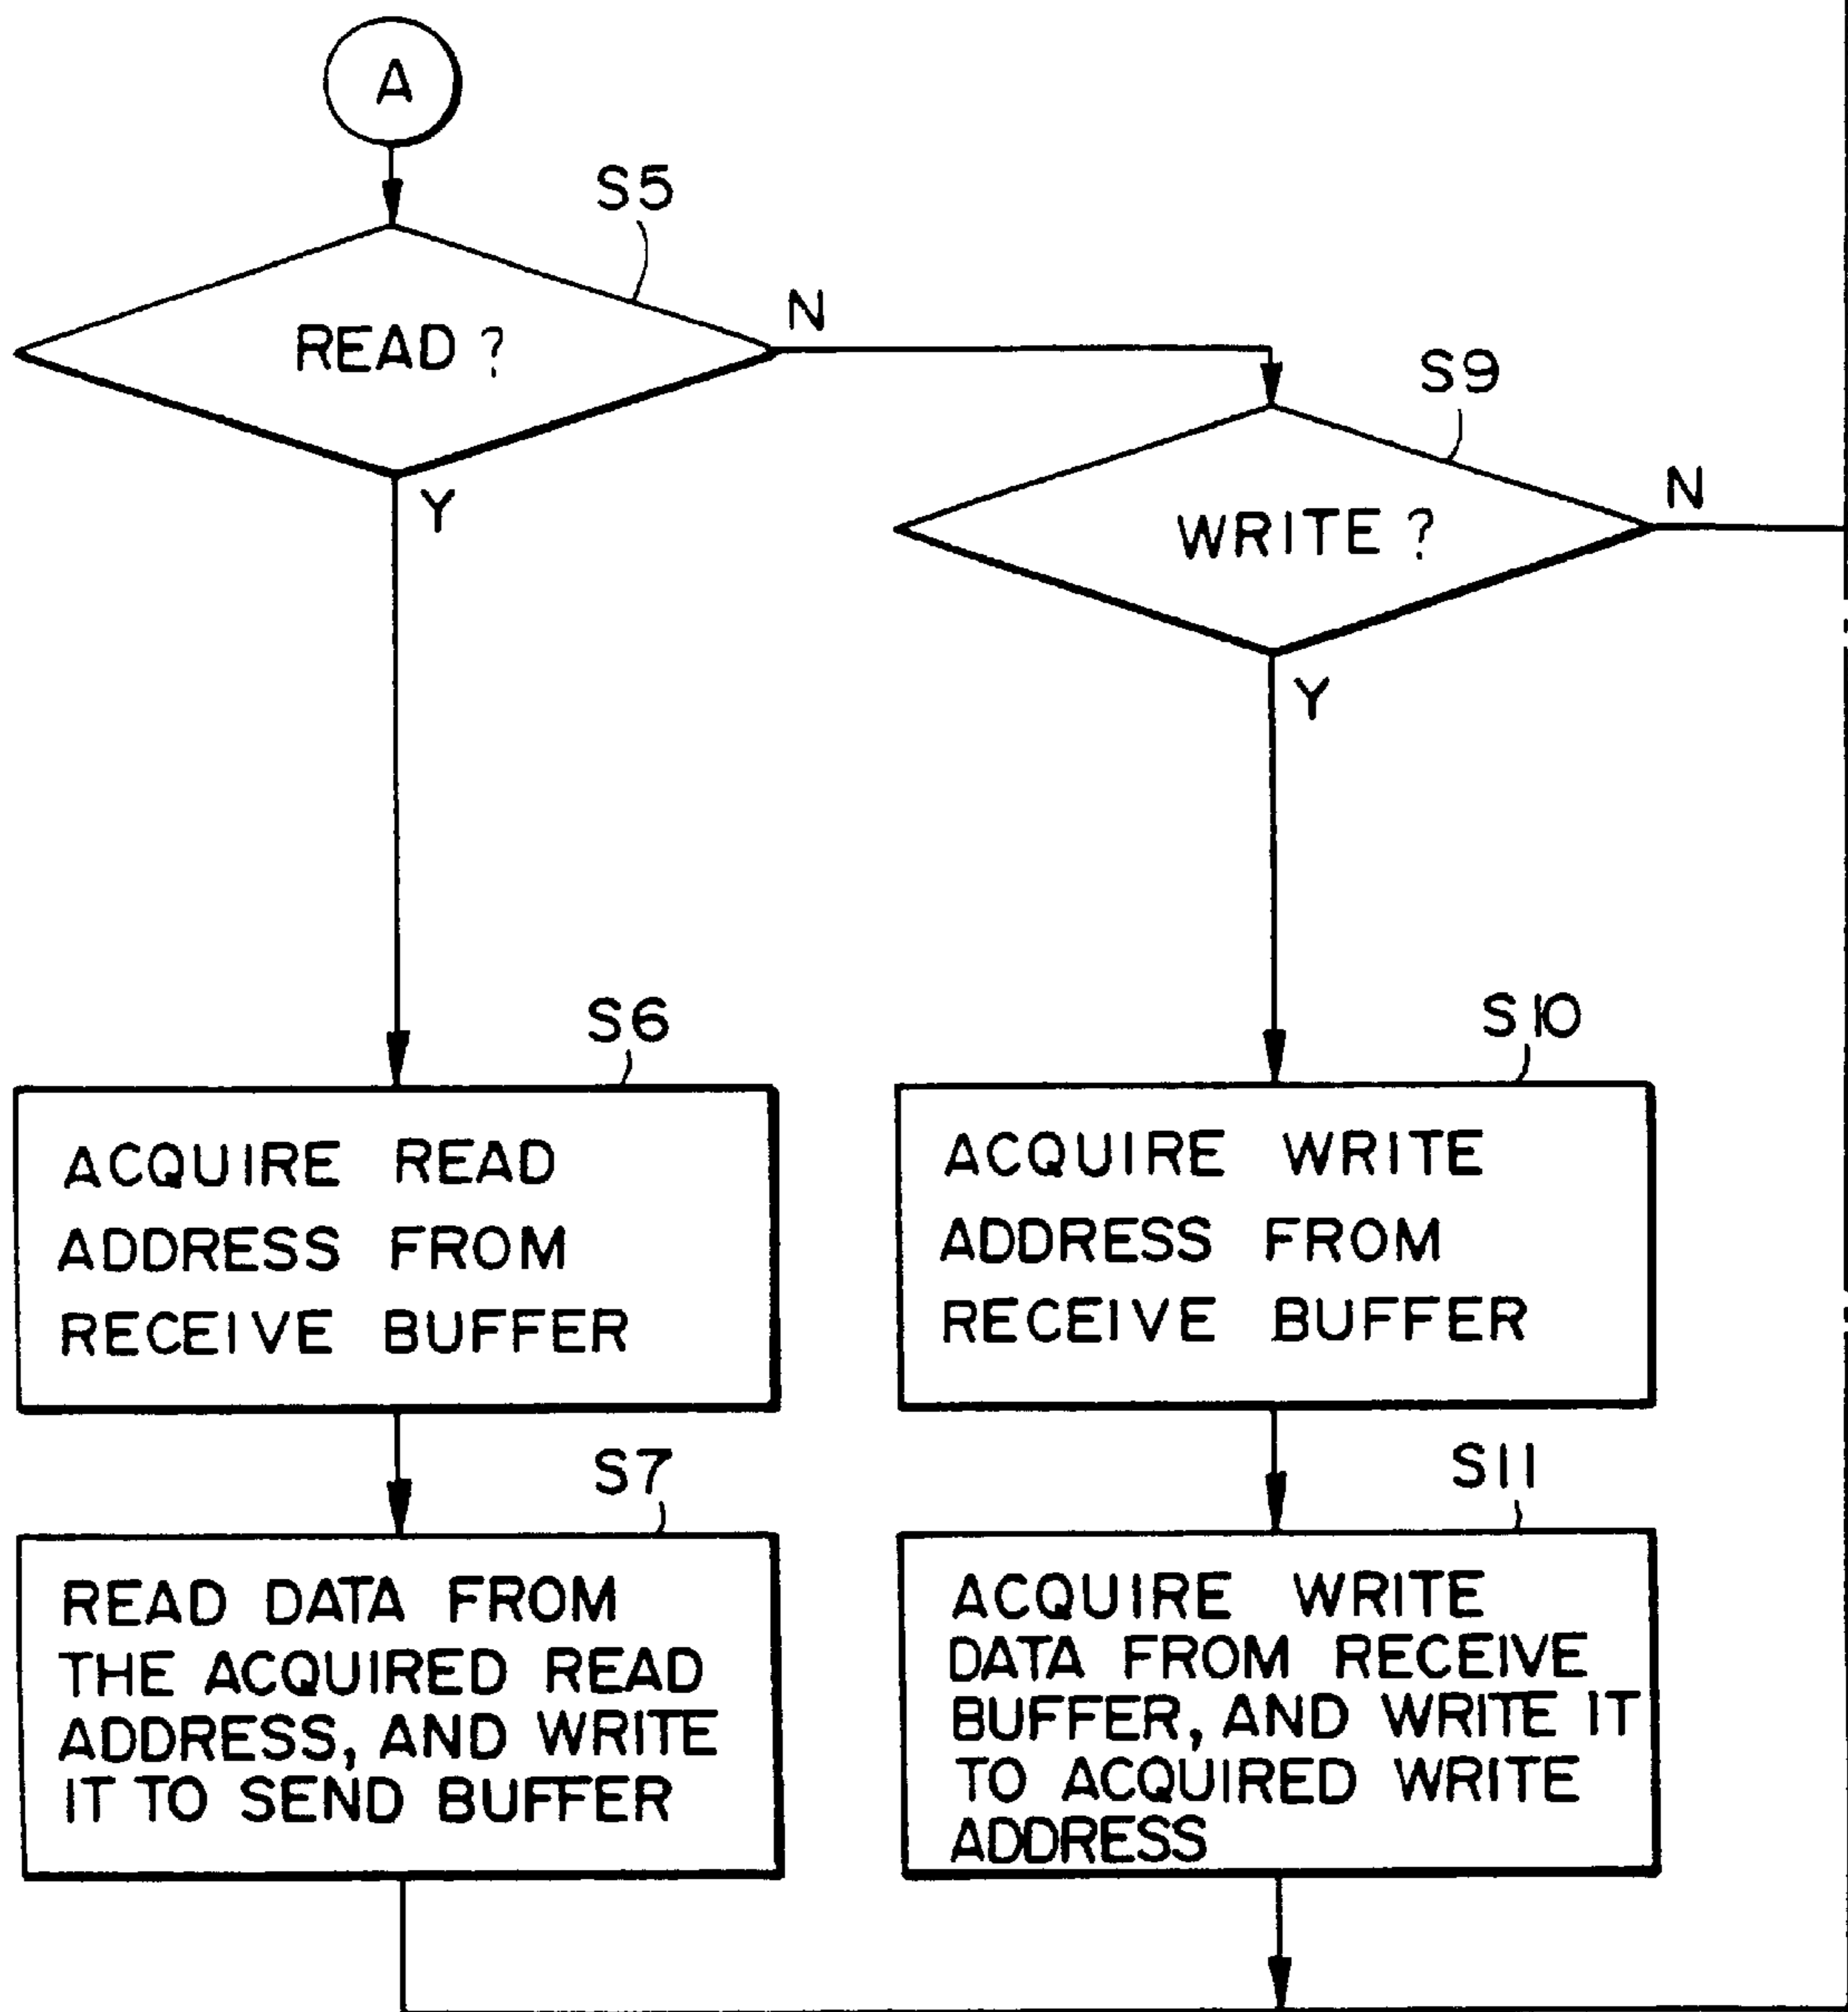 A
S5
READ ?
N
S9
WRITE ?
N
Y
Y
S6
ACQUIRE READ
ADDRESS FROM
RECEIVE BUFFER
S10
ACQUIRE WRITE
ADDRESS FROM
RECEIVE BUFFER
S7
READ DATA FROM
THE ACQUIRED READ
ADDRESS, AND WRITE
IT TO SEND BUFFER
S11
ACQUIRE WRITE
DATA FROM RECEIVE
BUFFER, AND WRITE IT
TO ACQUIRED WRITE
ADDRESS